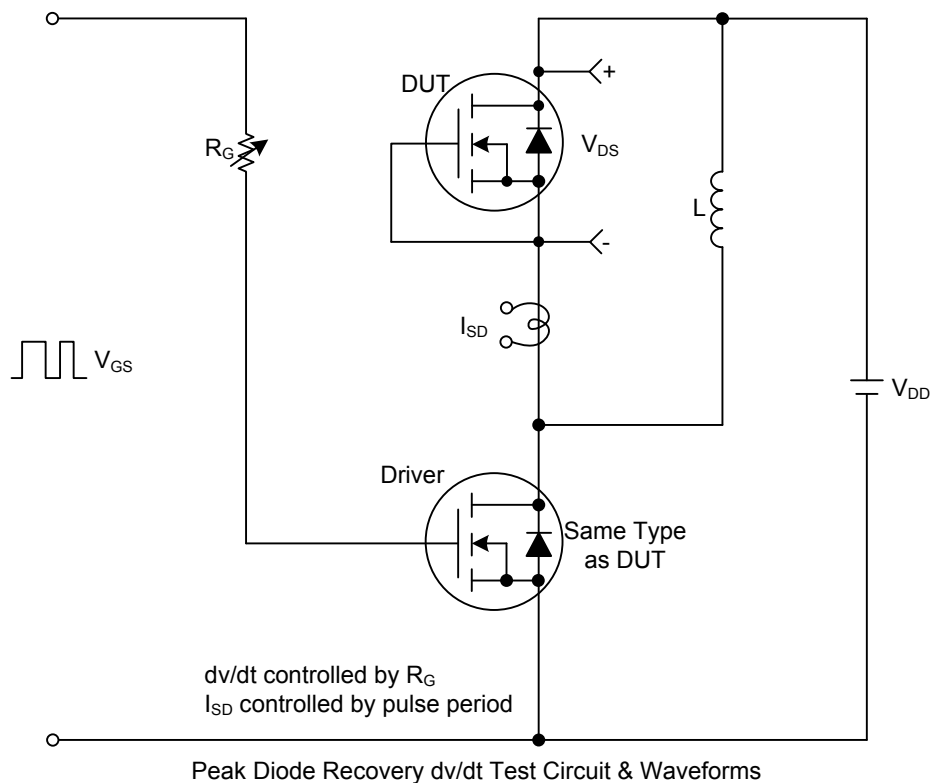 DUT
+
R_G
V_DS
L
-
I_SD
V_GS
V_DD
Driver
Same Type
as DUT
dv/dt controlled by R_G
I_SD controlled by pulse period
Peak Diode Recovery dv/dt Test Circuit & Waveforms